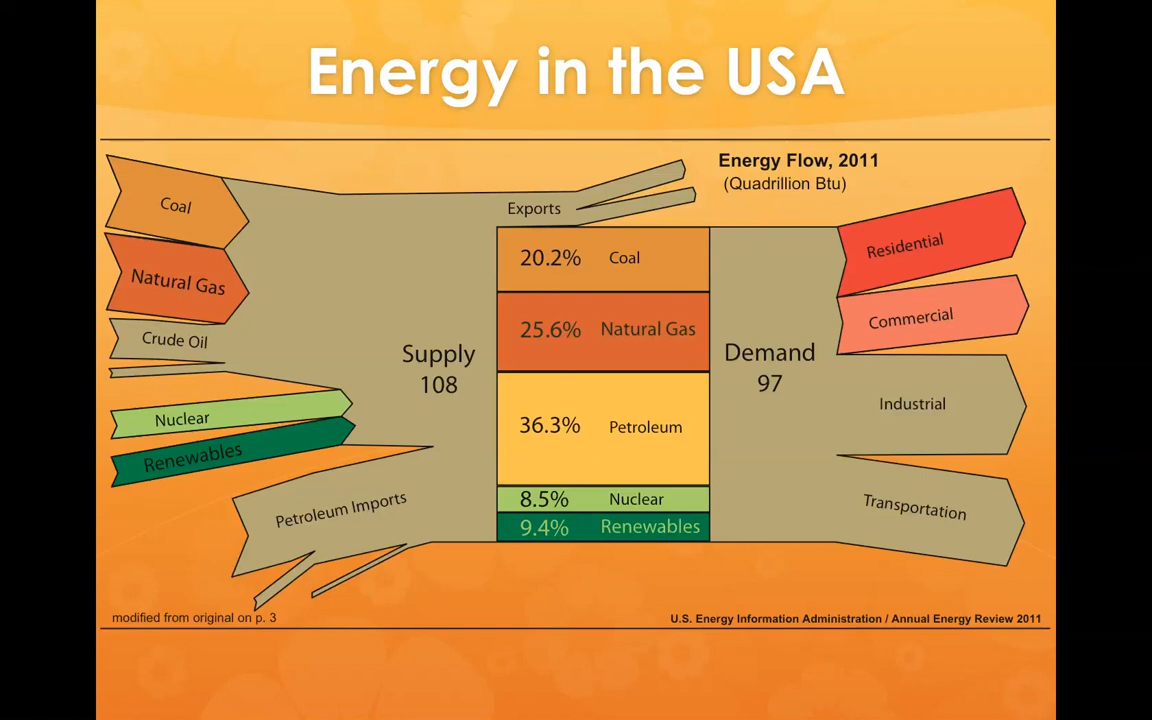 Energy in the USA
Energy Flow, 2011
(Quadrillion Btu)
Coal
Natural Gas
Crude Oil
Nuclear
Renewables
Petroleum Imports
Supply
108
Exports
20.2% Coal
25.6% Natural Gas
36.3% Petroleum
8.5% Nuclear
9.4% Renewables
Demand
97
Residential
Commercial
Industrial
Transportation
modified from original on p. 3
U.S. Energy Information Administration / Annual Energy Review 2011